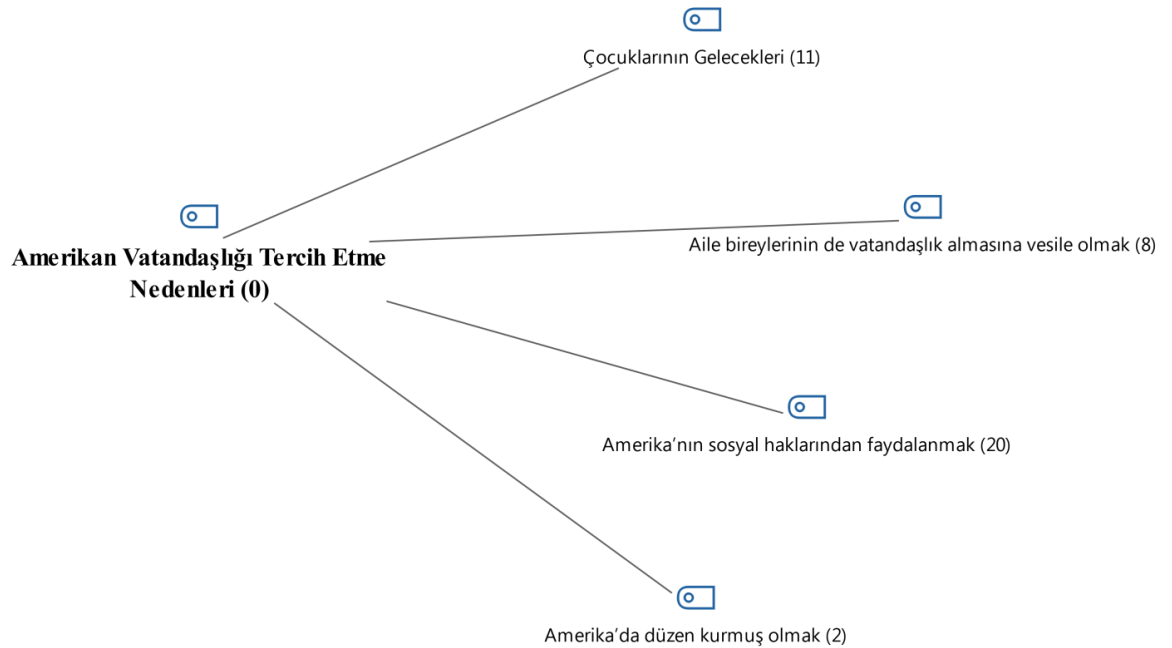 Çocuklarının Gelecekleri (11)
Aile bireylerinin de vatandaşlık almasına vesile olmak (8)
Amerikan Vatandaşlığı Tercih Etme
Nedenleri (0)
Amerika’nın sosyal haklarından faydalanmak (20)
Amerika’da düzen kurmuş olmak (2)